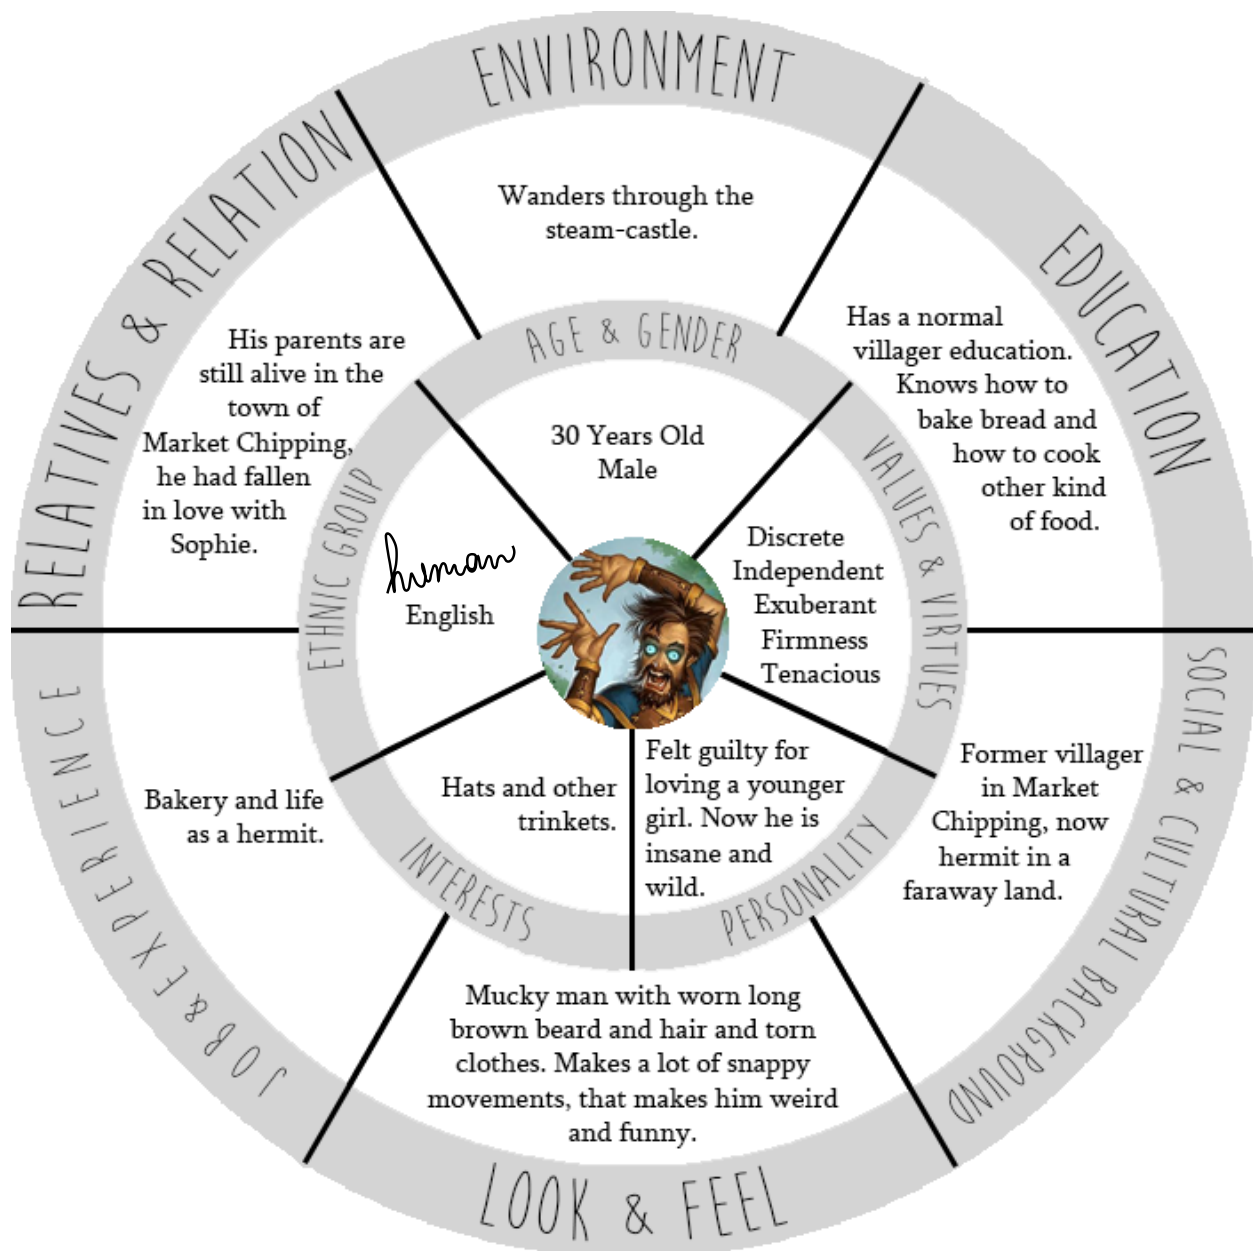 ENVIRONMENT
Wanders through the
steam-castle.
EDUCATION
Has a normal
villager education.
Knows how to
bake bread and
how to cook
other kind
of food.
SOCIAL & CULTURAL BACKGROUND
Former villager
in Market
Chipping, now
hermit in a
faraway land.
LOOK & FEEL
Mucky man with worn long
brown beard and hair and torn
clothes. Makes a lot of snappy
movements, that makes him weird
and funny.
JOB & EXPERIENCE
Bakery and life
as a hermit.
RELATIVES & RELATION
His parents are
still alive in the
town of
Market Chipping,
he had fallen
in love with
Sophie.
AGE & GENDER
30 Years Old
Male
VALUES & VIRTUES
Discrete
Independent
Exuberant
Firmness
Tenacious
PERSONALITY
Felt guilty for
loving a younger
girl. Now he is
insane and
wild.
INTERESTS
Hats and other
trinkets.
ETHNIC GROUP
human
English